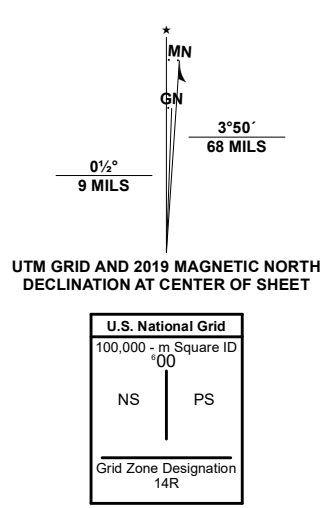 ★
MN
GN
3°50´
68 MILS
0½°
9 MILS
UTM GRID AND 2019 MAGNETIC NORTH
DECLINATION AT CENTER OF SHEET
U.S. National Grid
100,000 - m Square ID
⁶00
NS PS
Grid Zone Designation
14R